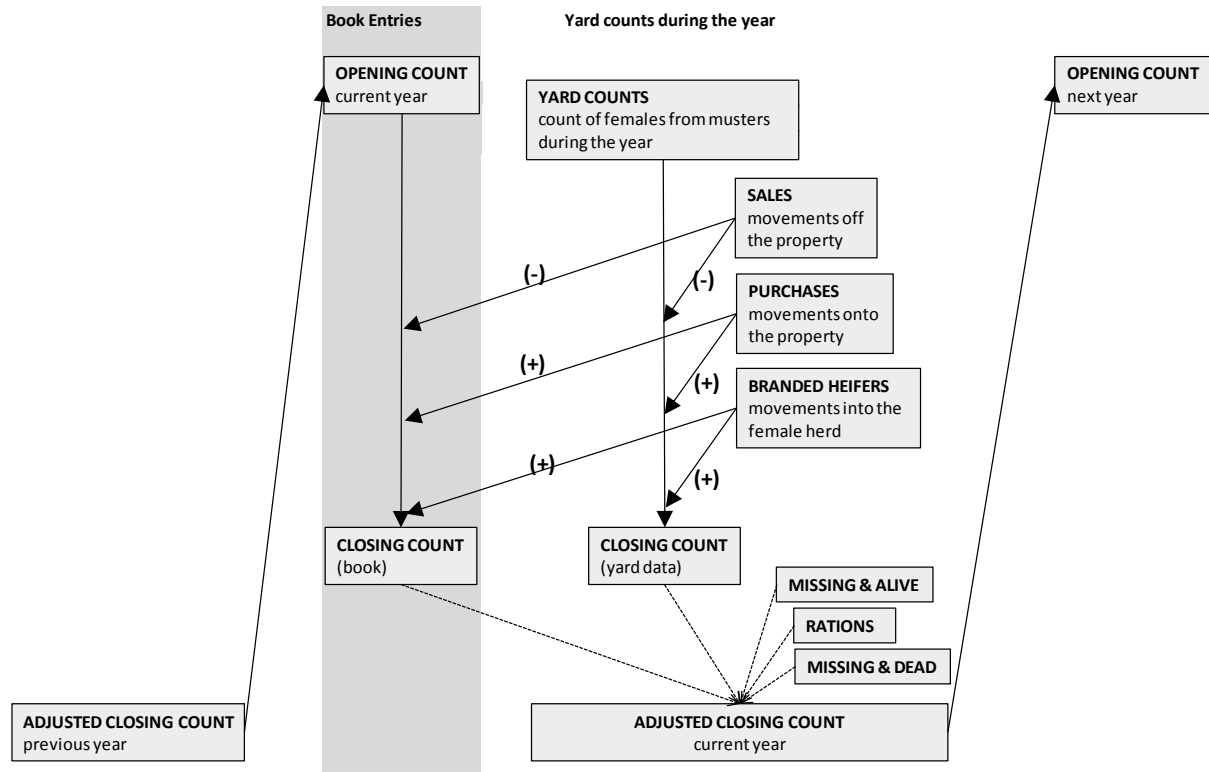 Book Entries
Yard counts during the year
OPENING COUNT
current year
YARD COUNTS
count of females from musters
during the year
OPENING COUNT
next year
SALES
movements off
the property
(-)
(-)
PURCHASES
movements onto
the property
(+)
(+)
BRANDED HEIFERS
movements into the
female herd
(+)
(+)
CLOSING COUNT
(book)
CLOSING COUNT
(yard data)
MISSING & ALIVE
RATIONS
MISSING & DEAD
ADJUSTED CLOSING COUNT
previous year
ADJUSTED CLOSING COUNT
current year